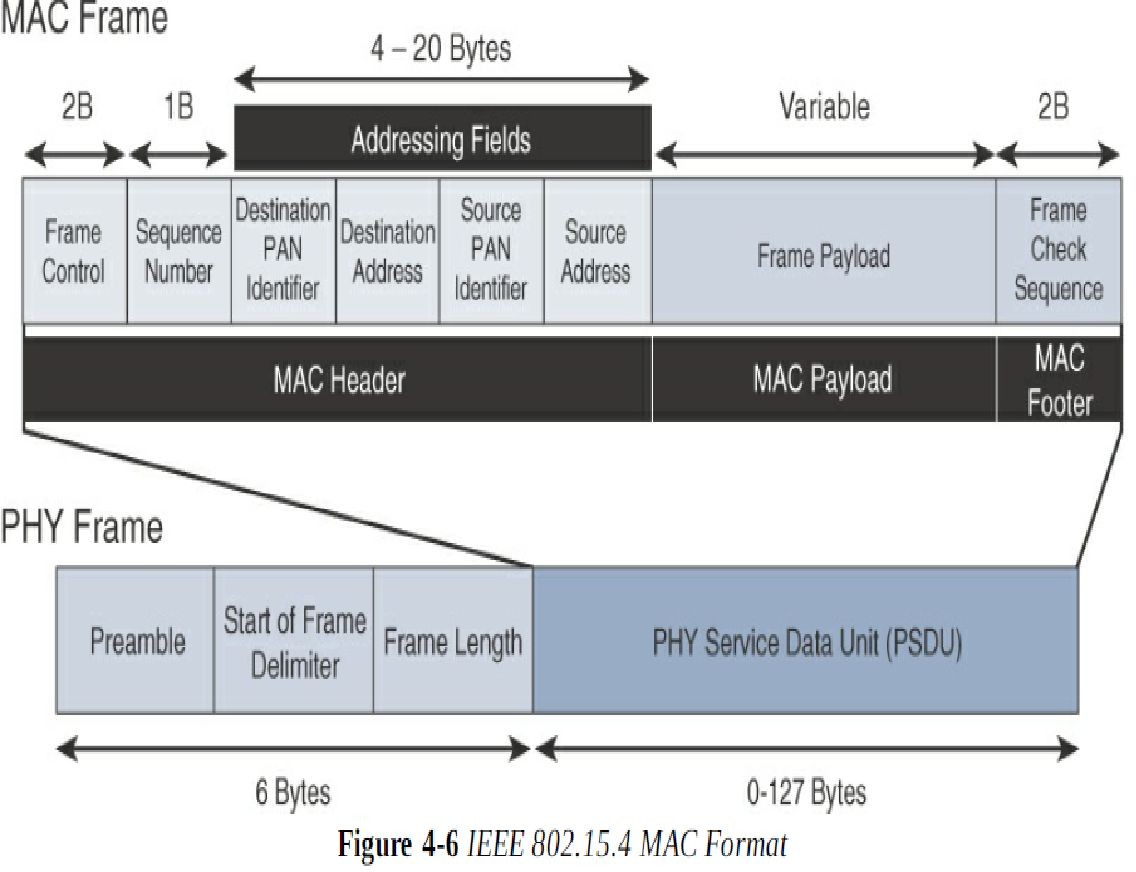 MAC Frame
4 – 20 Bytes
2B
1B
Addressing Fields
Variable
2B
Frame
Control
Sequence
Number
Destination
PAN
Identifier
Destination
Address
Source
PAN
Identifier
Source
Address
Frame Payload
Frame
Check
Sequence
MAC Header
MAC Payload
MAC
Footer
PHY Frame
Preamble
Start of Frame
Delimiter
Frame Length
PHY Service Data Unit (PSDU)
6 Bytes
0-127 Bytes
Figure 4-6 IEEE 802.15.4 MAC Format